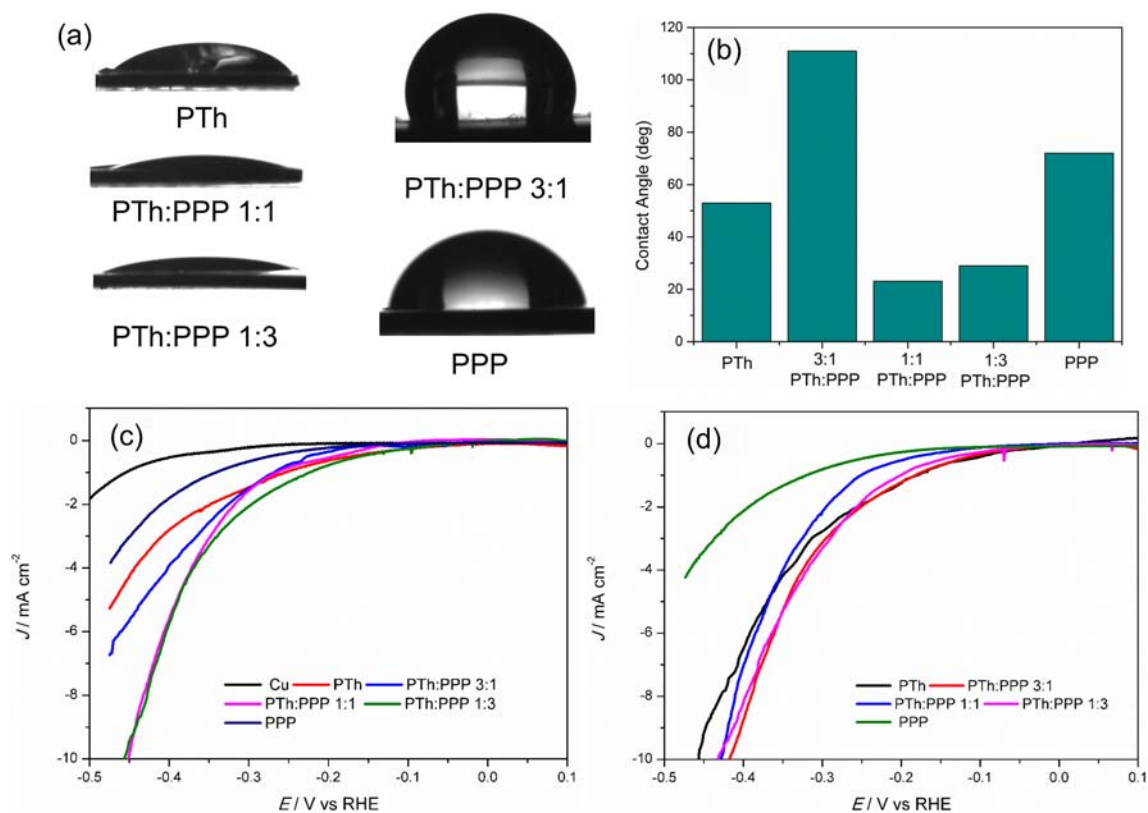 (a)
PTh
PTh:PPP 1:1
PTh:PPP 1:3
PTh:PPP 3:1
PPP
(b)
Contact Angle (deg)
120
100
80
60
40
20
0
PTh
3:1
PTh:PPP
1:1
PTh:PPP
1:3
PTh:PPP
PPP
(c)
J / mA cm⁻²
0
-2
-4
-6
-8
-10
Cu PTh PTh:PPP 3:1
PTh:PPP 1:1 PTh:PPP 1:3
PPP
-0.5 -0.4 -0.3 -0.2 -0.1 0.0 0.1
E / V vs RHE
(d)
J / mA cm⁻²
0
-2
-4
-6
-8
-10
PTh PTh:PPP 3:1
PTh:PPP 1:1 PTh:PPP 1:3
PPP
-0.5 -0.4 -0.3 -0.2 -0.1 0.0 0.1
E / V vs RHE